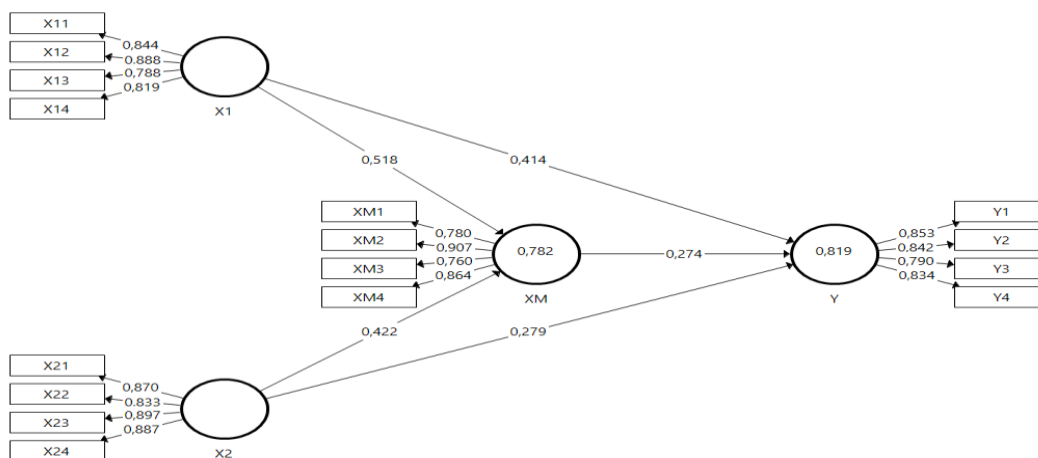 X11
X12
X13
X14
0,844
0,888
0,788
0,819
X1
0,518
0,414
XM1
XM2
XM3
XM4
0,780
0,907
0,760
0,864
0,782
XM
0,274
0,819
Y
0,853
0,842
0,790
0,834
Y1
Y2
Y3
Y4
0,422
0,279
X21
X22
X23
X24
0,870
0,833
0,897
0,887
X2